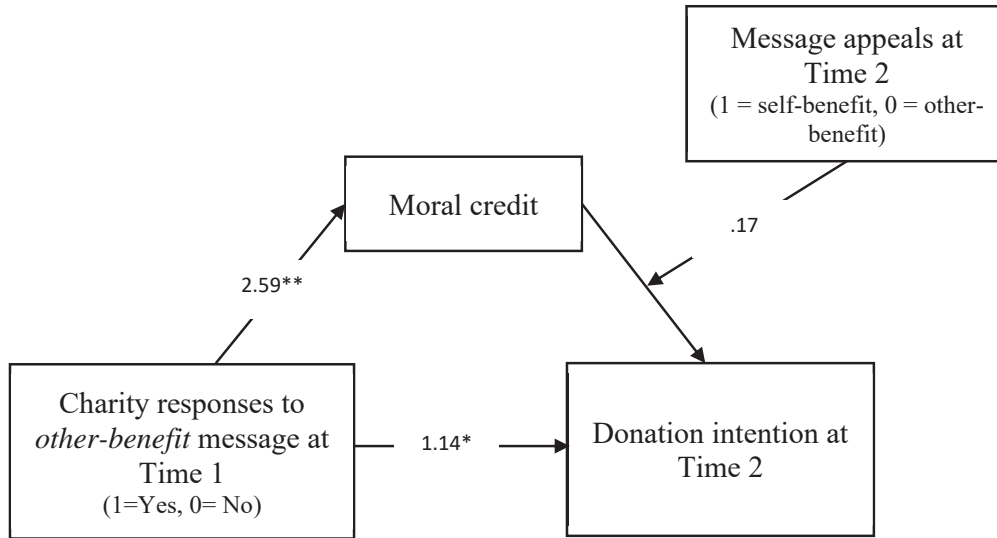 Message appeals at
Time 2
(1 = self-benefit, 0 = other-
benefit)
Moral credit
.17
2.59**
Charity responses to
other-benefit message at
Time 1
(1=Yes, 0= No)
1.14*
Donation intention at
Time 2